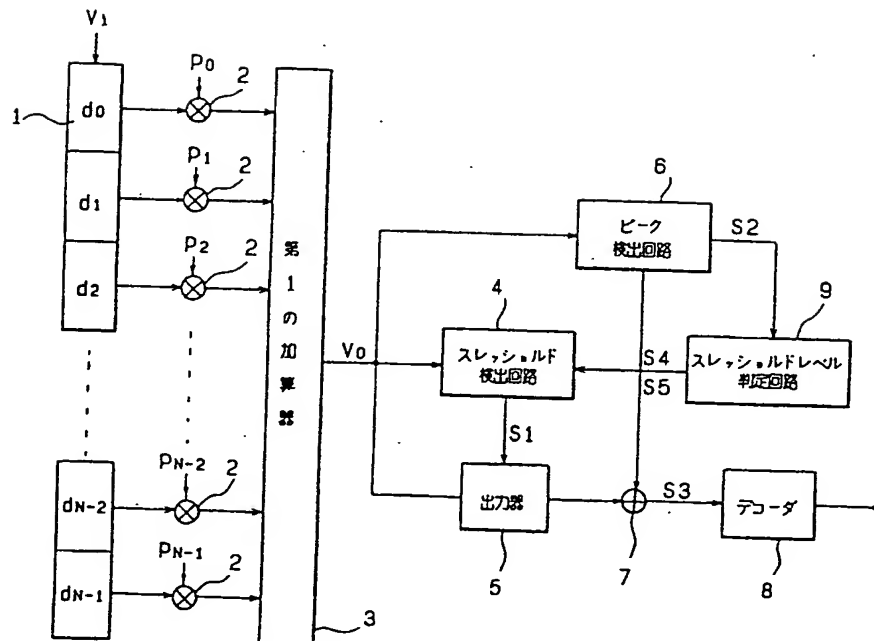 V1
1
d0
P0
2
d1
P1
2
d2
P2
2
dN-2
PN-2
2
dN-1
PN-1
2
第1の加算器
3
V0
4
スレッショルド
検出回路
S1
出力器
5
6
ピーク
検出回路
S2
S4
S5
9
スレッショルドレベル
判定回路
7
S3
デコーダ
8